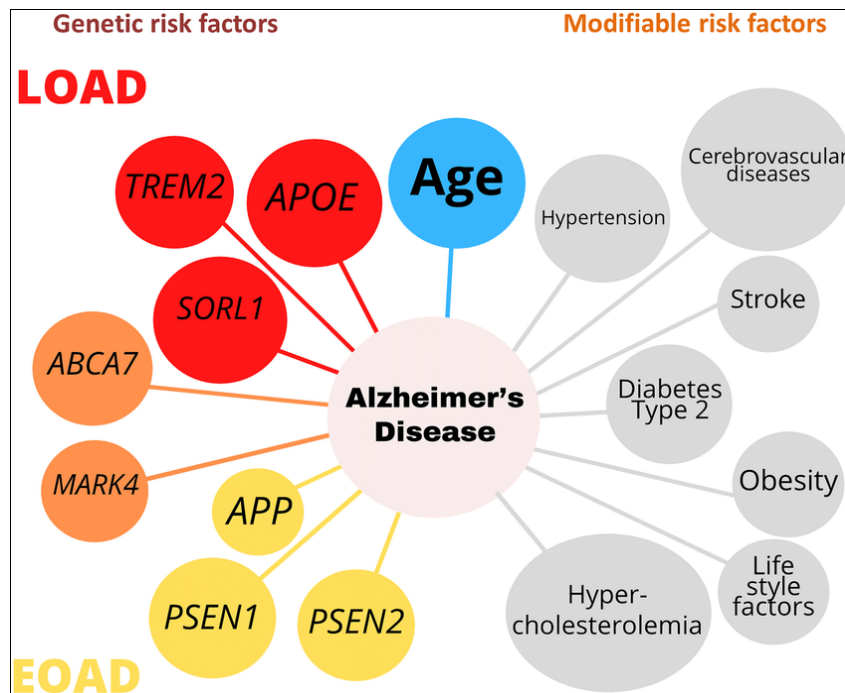 Genetic risk factors
Modifiable risk factors
LOAD
TREM2
APOE
Age
Hypertension
Cerebrovascular
diseases
SORL1
Stroke
ABCA7
Alzheimer's
Disease
Diabetes
Type 2
MARK4
APP
Obesity
PSEN1
PSEN2
Hyper-
cholesterolemia
Life
style
factors
EOAD